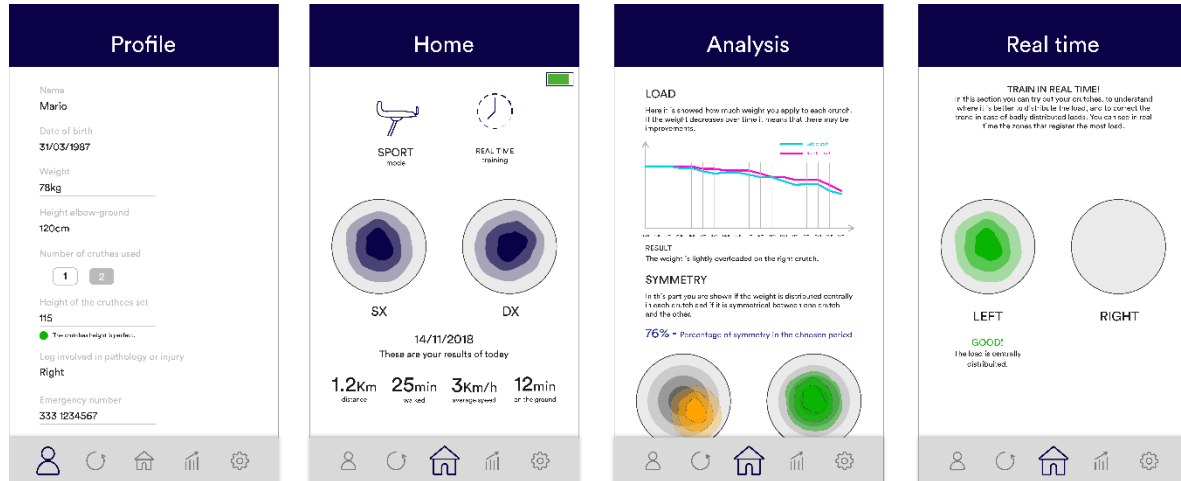 Profile
Name
Mario
Date of birth
31/03/1987
Weight
78kg
Height elbow-ground
120cm
Number of cruthes used
1 2
Height of the cruthces set
115
The crutches height is perfect.
Leg involved in pathology or injury
Right
Emergency number
333 1234567
Home
SPORT
mode
REAL TIME
training
SX DX
14/11/2018
These are your results of today
1.2Km 25min 3Km/h 12min
distance walked average speed on the ground
Analysis
LOAD
Here it is showed how much weight you apply to each crutch.
If the weight decreases over time it means that there may be
improvements.
RESULT
The weight is lightly overloaded on the right crutch.
SYMMETRY
In this part you are shown if the weight is distributed centrally
in each crutch and if it is symmetrical between one crutch
and the other.
76% - Percentage of symmetry in the choosen period
Real time
TRAIN IN REAL TIME!
In this section you can try out your crutches, to understand
where it is better to distribute the load, and to correct the
trend in case of badly distributed loads. You can see in real
time the zones that register the most load.
LEFT RIGHT
GOOD!
The load is centrally
distribuited.